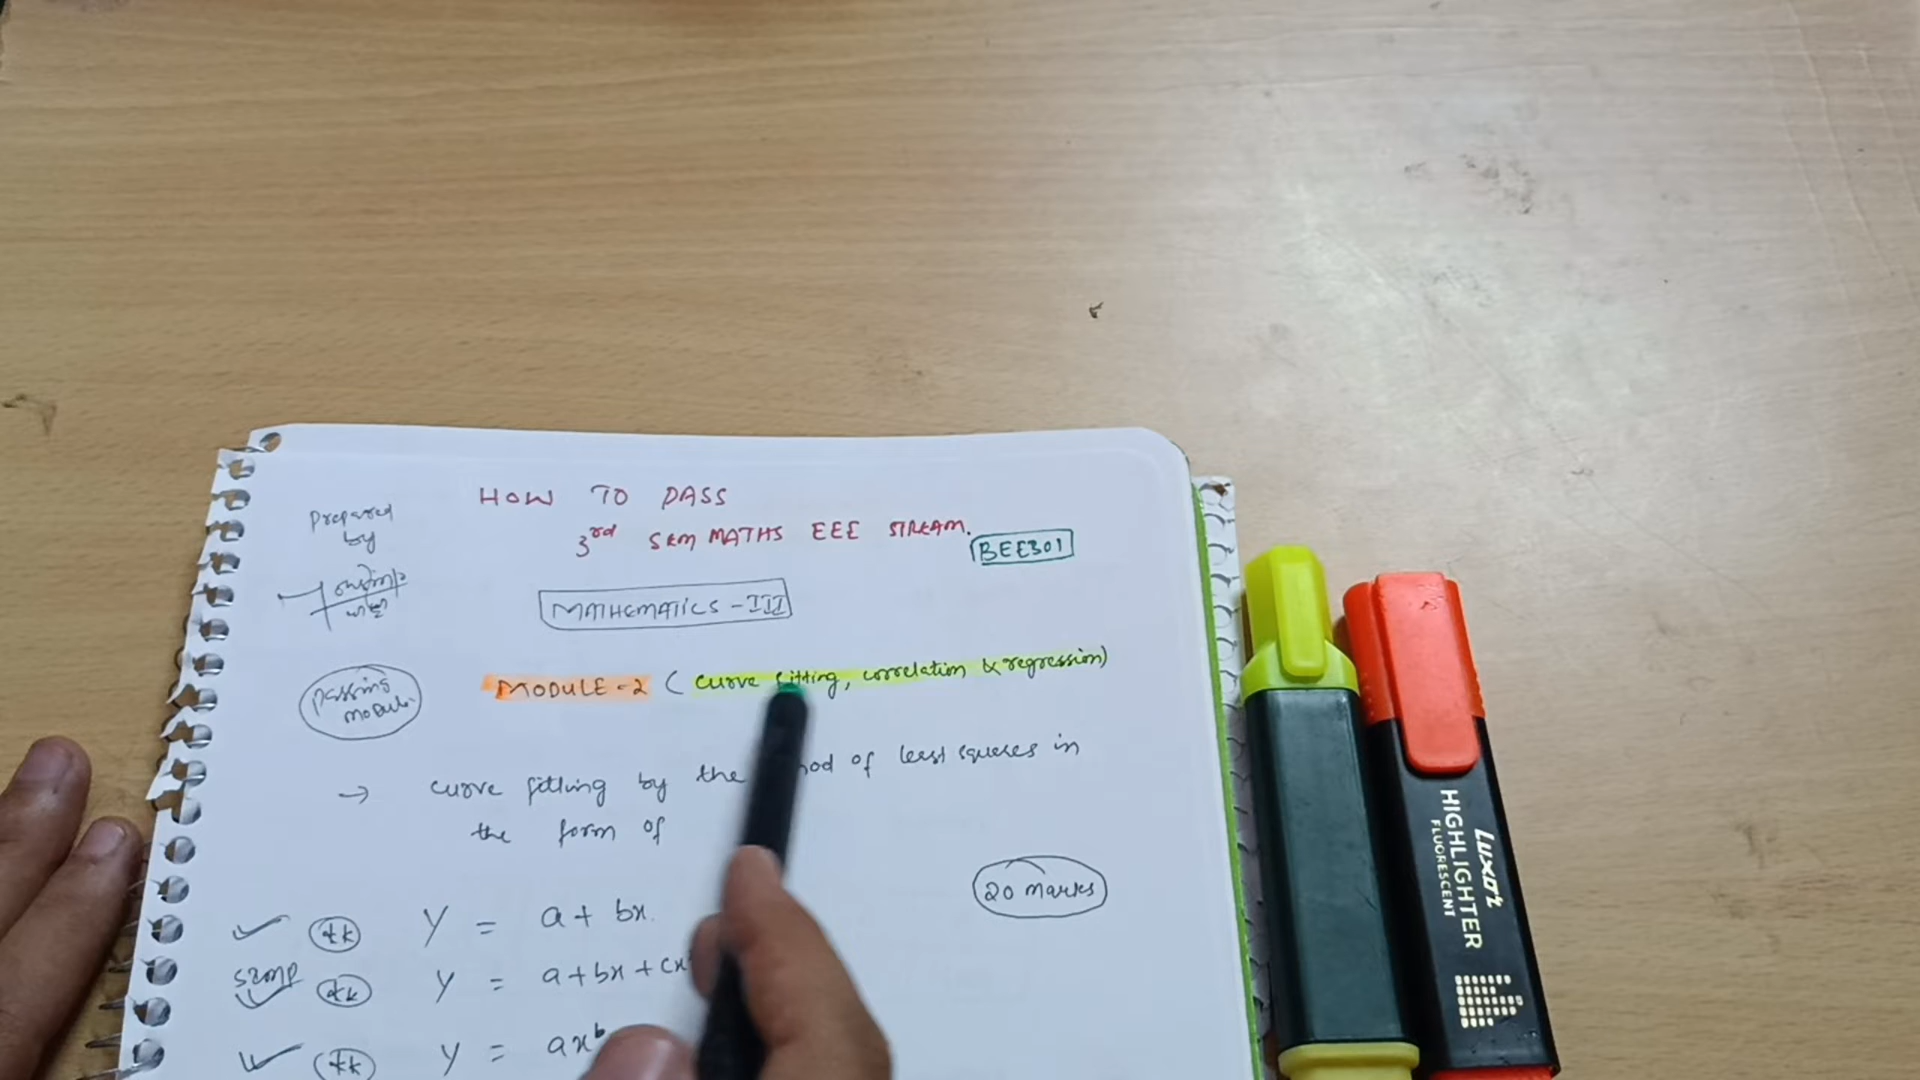 HOW TO PASS
3rd SEM MATHS EEE STREAM.
BEE301
Prepared
by
MATHEMATICS - III
passing
module
MODULE - 2 ( curve fitting, correlation & regression)
→ curve fitting by the of least squares in
the form of
20 marks
y = a + bx.
y = a + bx + cx
y = ax^b
Luxor
HIGHLIGHTER
FLUORESCENT